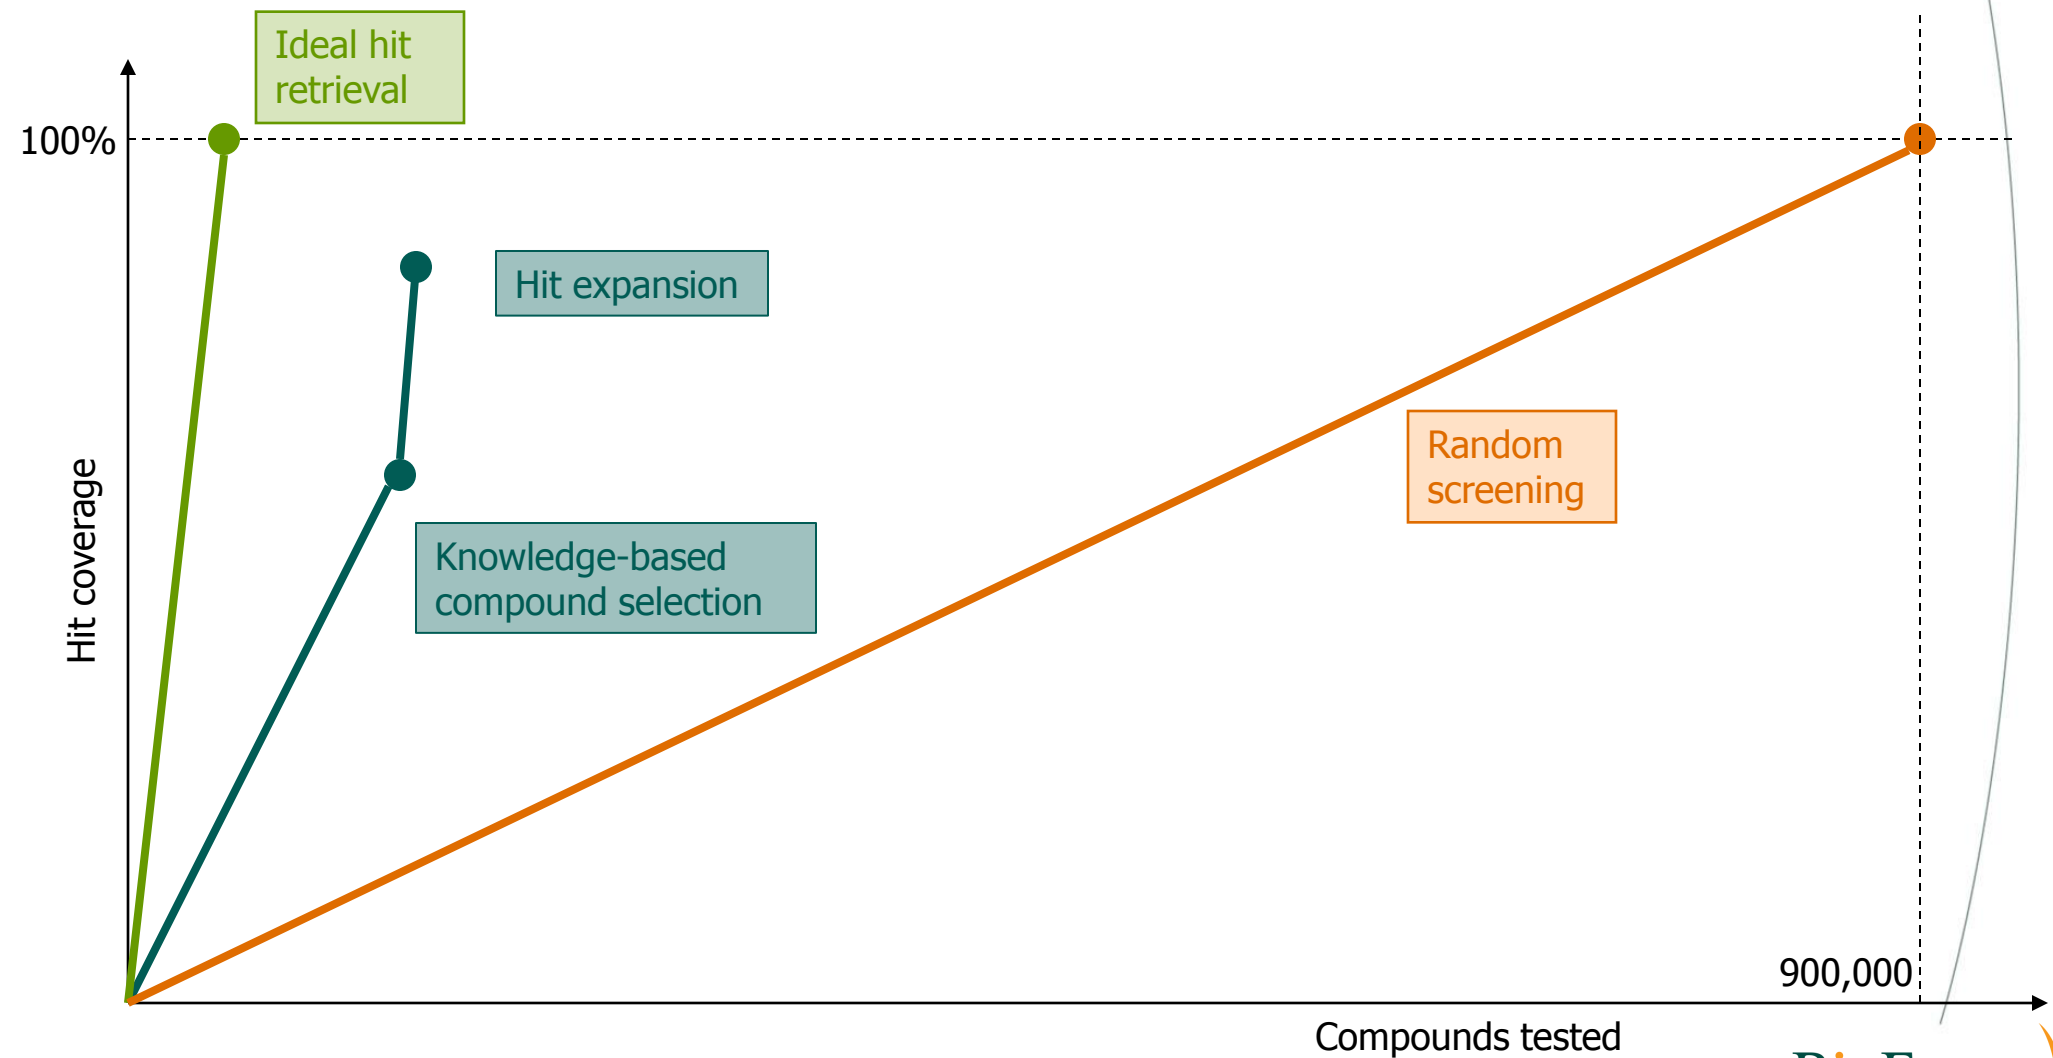 Ideal hit
retrieval
100%
Hit expansion
Random
screening
Hit coverage
Knowledge-based
compound selection
900,000
Compounds tested